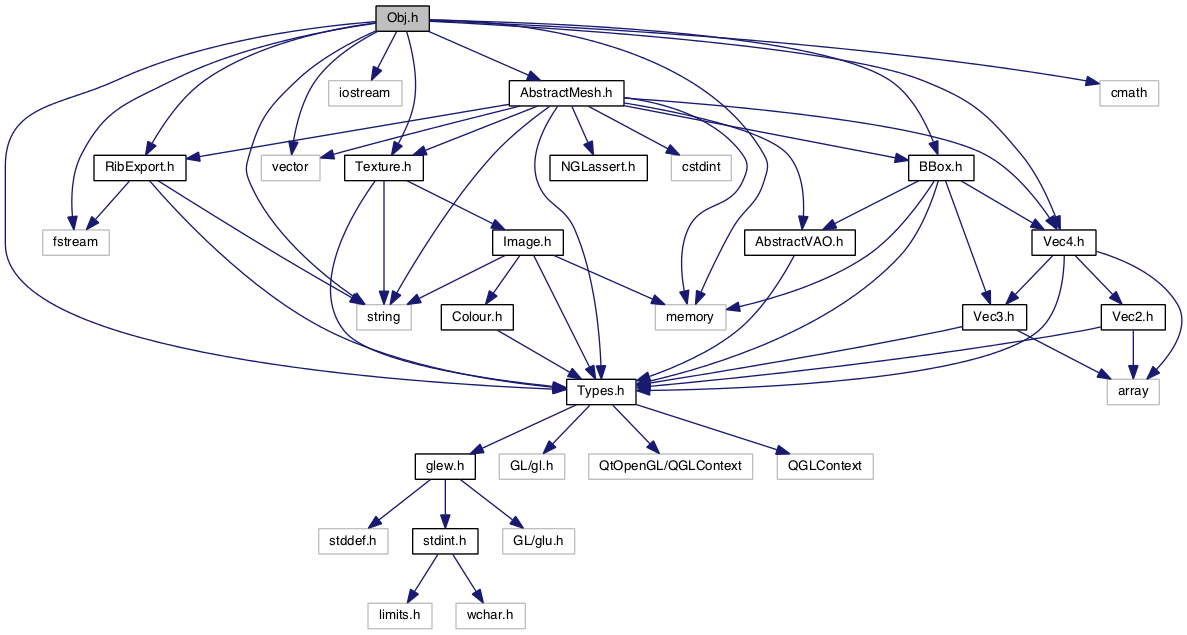 Obj.h
iostream
AbstractMesh.h
cmath
RibExport.h
vector
Texture.h
NGLassert.h
cstdint
BBox.h
fstream
Image.h
AbstractVAO.h
Vec4.h
string
Colour.h
memory
Vec3.h
Vec2.h
Types.h
array
glew.h
GL/gl.h
QtOpenGL/QGLContext
QGLContext
stddef.h
stdint.h
GL/glu.h
limits.h
wchar.h